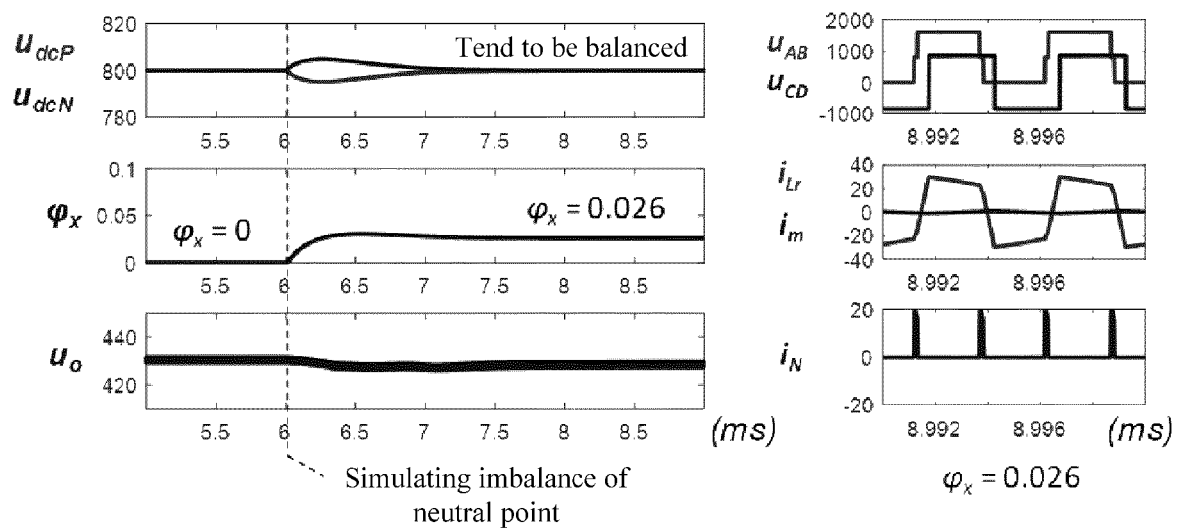 u_dcP
u_dcN
820
800
780
Tend to be balanced
5.5 6 6.5 7 7.5 8 8.5
φ_x
0.1
0.05
0
φ_x = 0
φ_x = 0.026
5.5 6 6.5 7 7.5 8 8.5
u_o
440
420
5.5 6 6.5 7 7.5 8 8.5 (ms)
Simulating imbalance of
neutral point
u_AB
u_CD
2000
1000
0
-1000
8.992 8.996
i_Lr
i_m
40
20
0
-20
-40
8.992 8.996
i_N
20
0
-20
8.992 8.996 (ms)
φ_x = 0.026